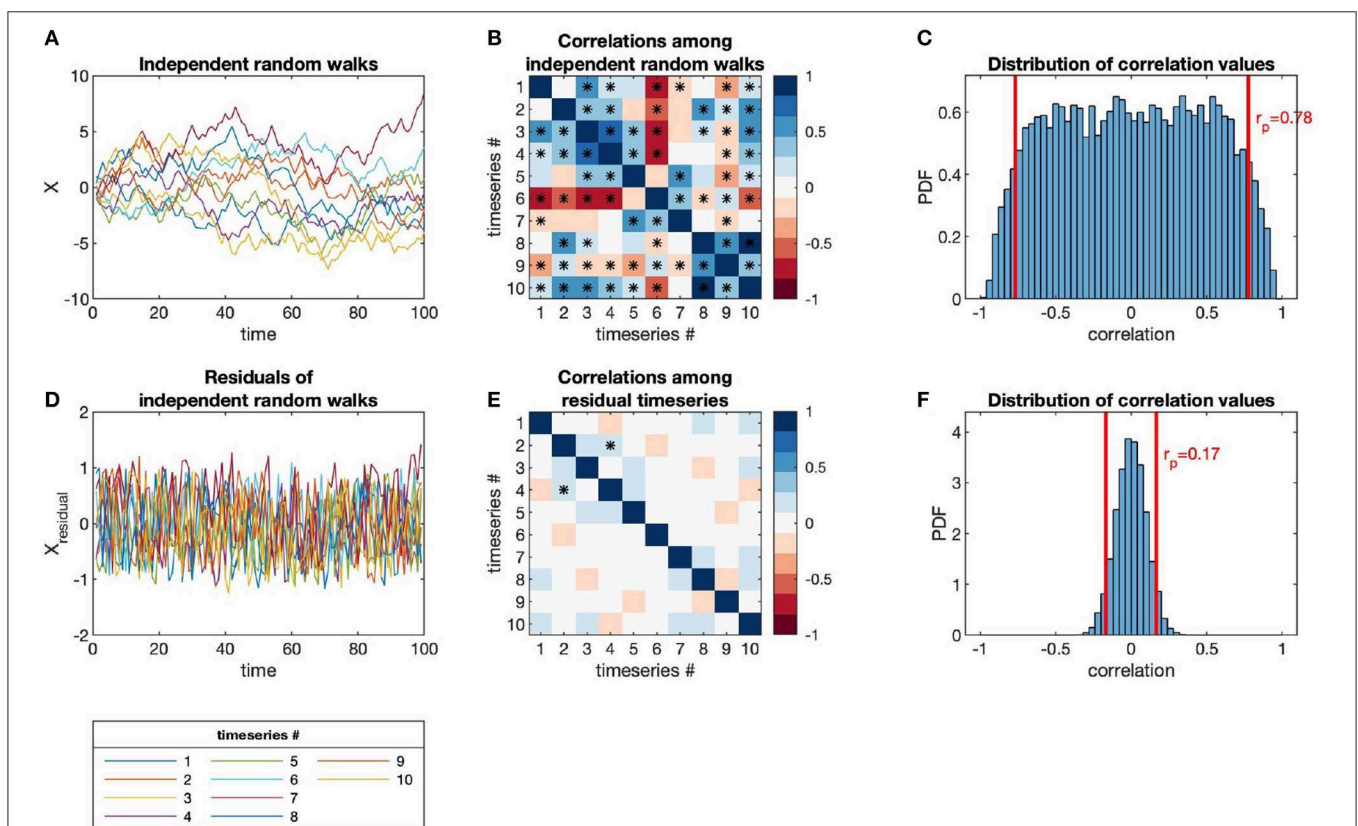 A
Independent random walks
10
5
0
-5
-10
X
0 20 40 60 80 100
time
B
Correlations among
independent random walks
1
2
3
4
5
6
7
8
9
10
timeseries #
1 2 3 4 5 6 7 8 9 10
timeseries #
1
0.5
0
-0.5
-1
C
Distribution of correlation values
0.6
0.4
0.2
0
PDF
r_p=0.78
-1 -0.5 0 0.5 1
correlation
D
Residuals of
independent random walks
2
1
0
-1
-2
X_residual
0 20 40 60 80 100
time
E
Correlations among
residual timeseries
1
2
3
4
5
6
7
8
9
10
timeseries #
1 2 3 4 5 6 7 8 9 10
timeseries #
1
0.5
0
-0.5
-1
F
Distribution of correlation values
4
3
2
1
0
PDF
r_p=0.17
-1 -0.5 0 0.5 1
correlation
timeseries #
1 5 9
2 6 10
3 7
4 8